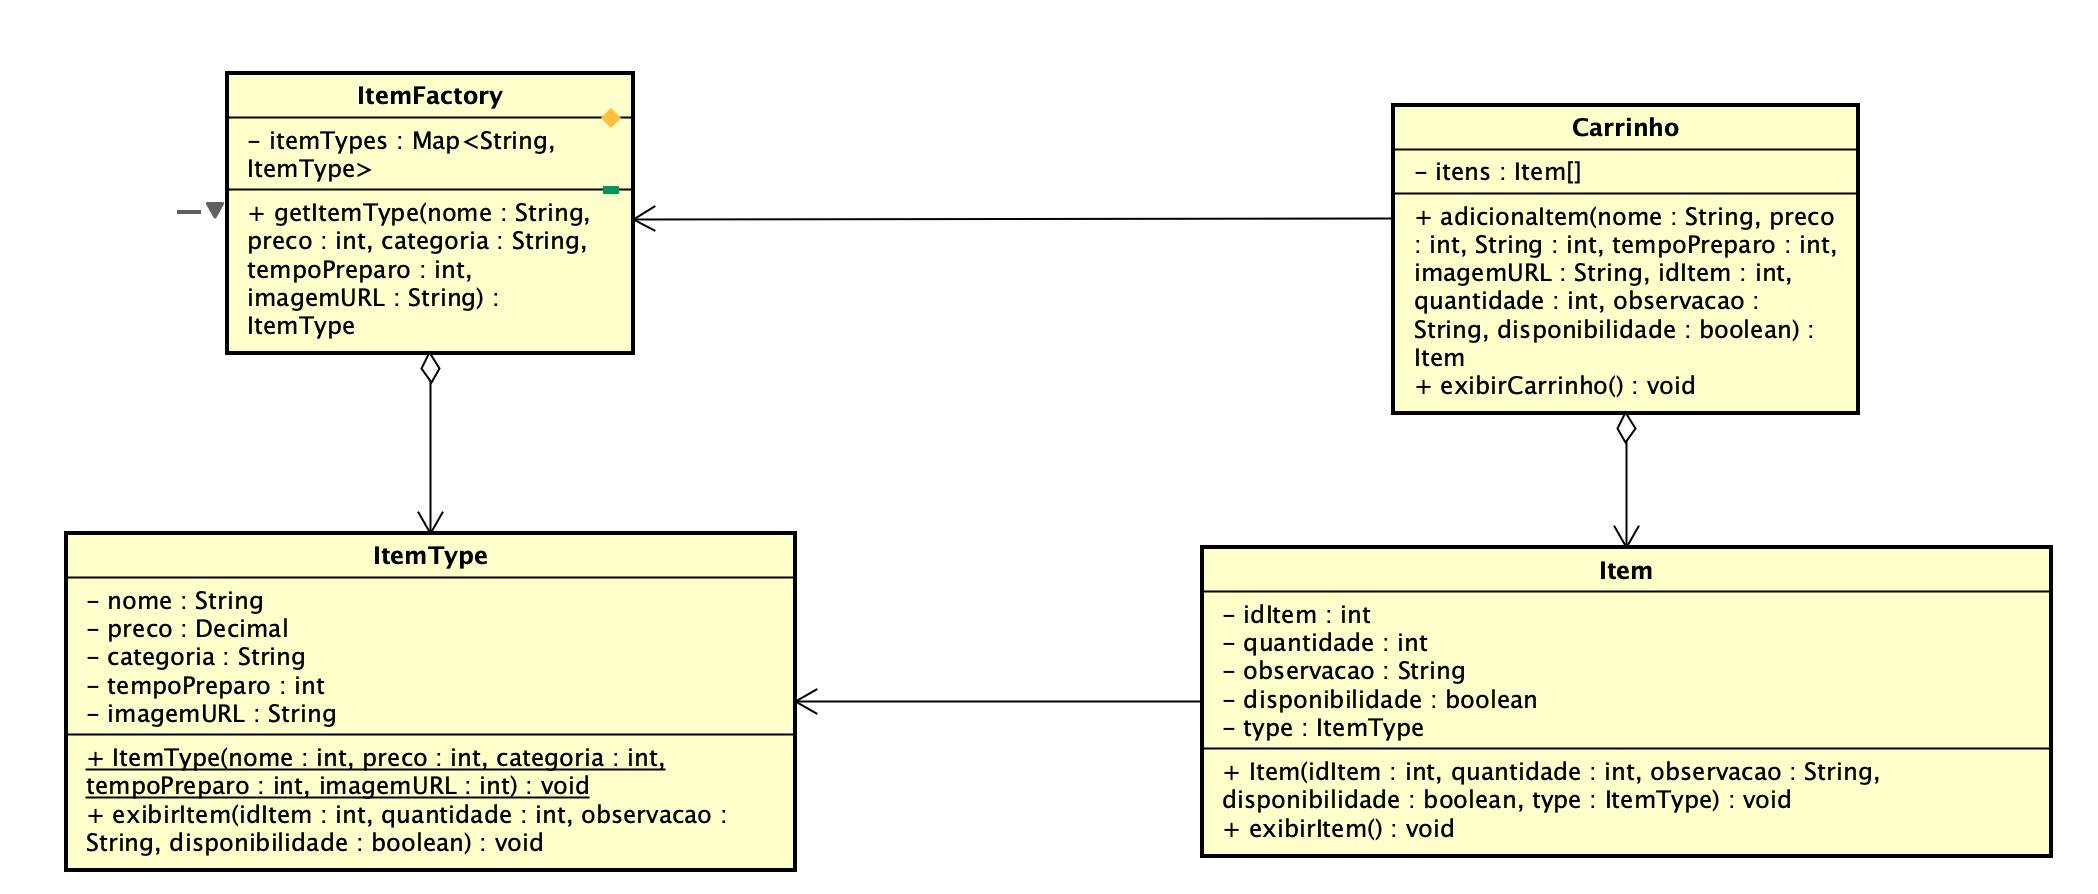 ItemFactory
– itemTypes : Map<String,
ItemType>
+ getItemType(nome : String,
preco : int, categoria : String,
tempoPreparo : int,
imagemURL : String) :
ItemType
Carrinho
– itens : Item[]
+ adicionaItem(nome : String, preco
: int, String : int, tempoPreparo : int,
imagemURL : String, idItem : int,
quantidade : int, observacao :
String, disponibilidade : boolean) :
Item
+ exibirCarrinho() : void
ItemType
– nome : String
– preco : Decimal
– categoria : String
– tempoPreparo : int
– imagemURL : String
+ ItemType(nome : int, preco : int, categoria : int,
tempoPreparo : int, imagemURL : int) : void
+ exibirItem(idItem : int, quantidade : int, observacao :
String, disponibilidade : boolean) : void
Item
– idItem : int
– quantidade : int
– observacao : String
– disponibilidade : boolean
– type : ItemType
+ Item(idItem : int, quantidade : int, observacao : String,
disponibilidade : boolean, type : ItemType) : void
+ exibirItem() : void